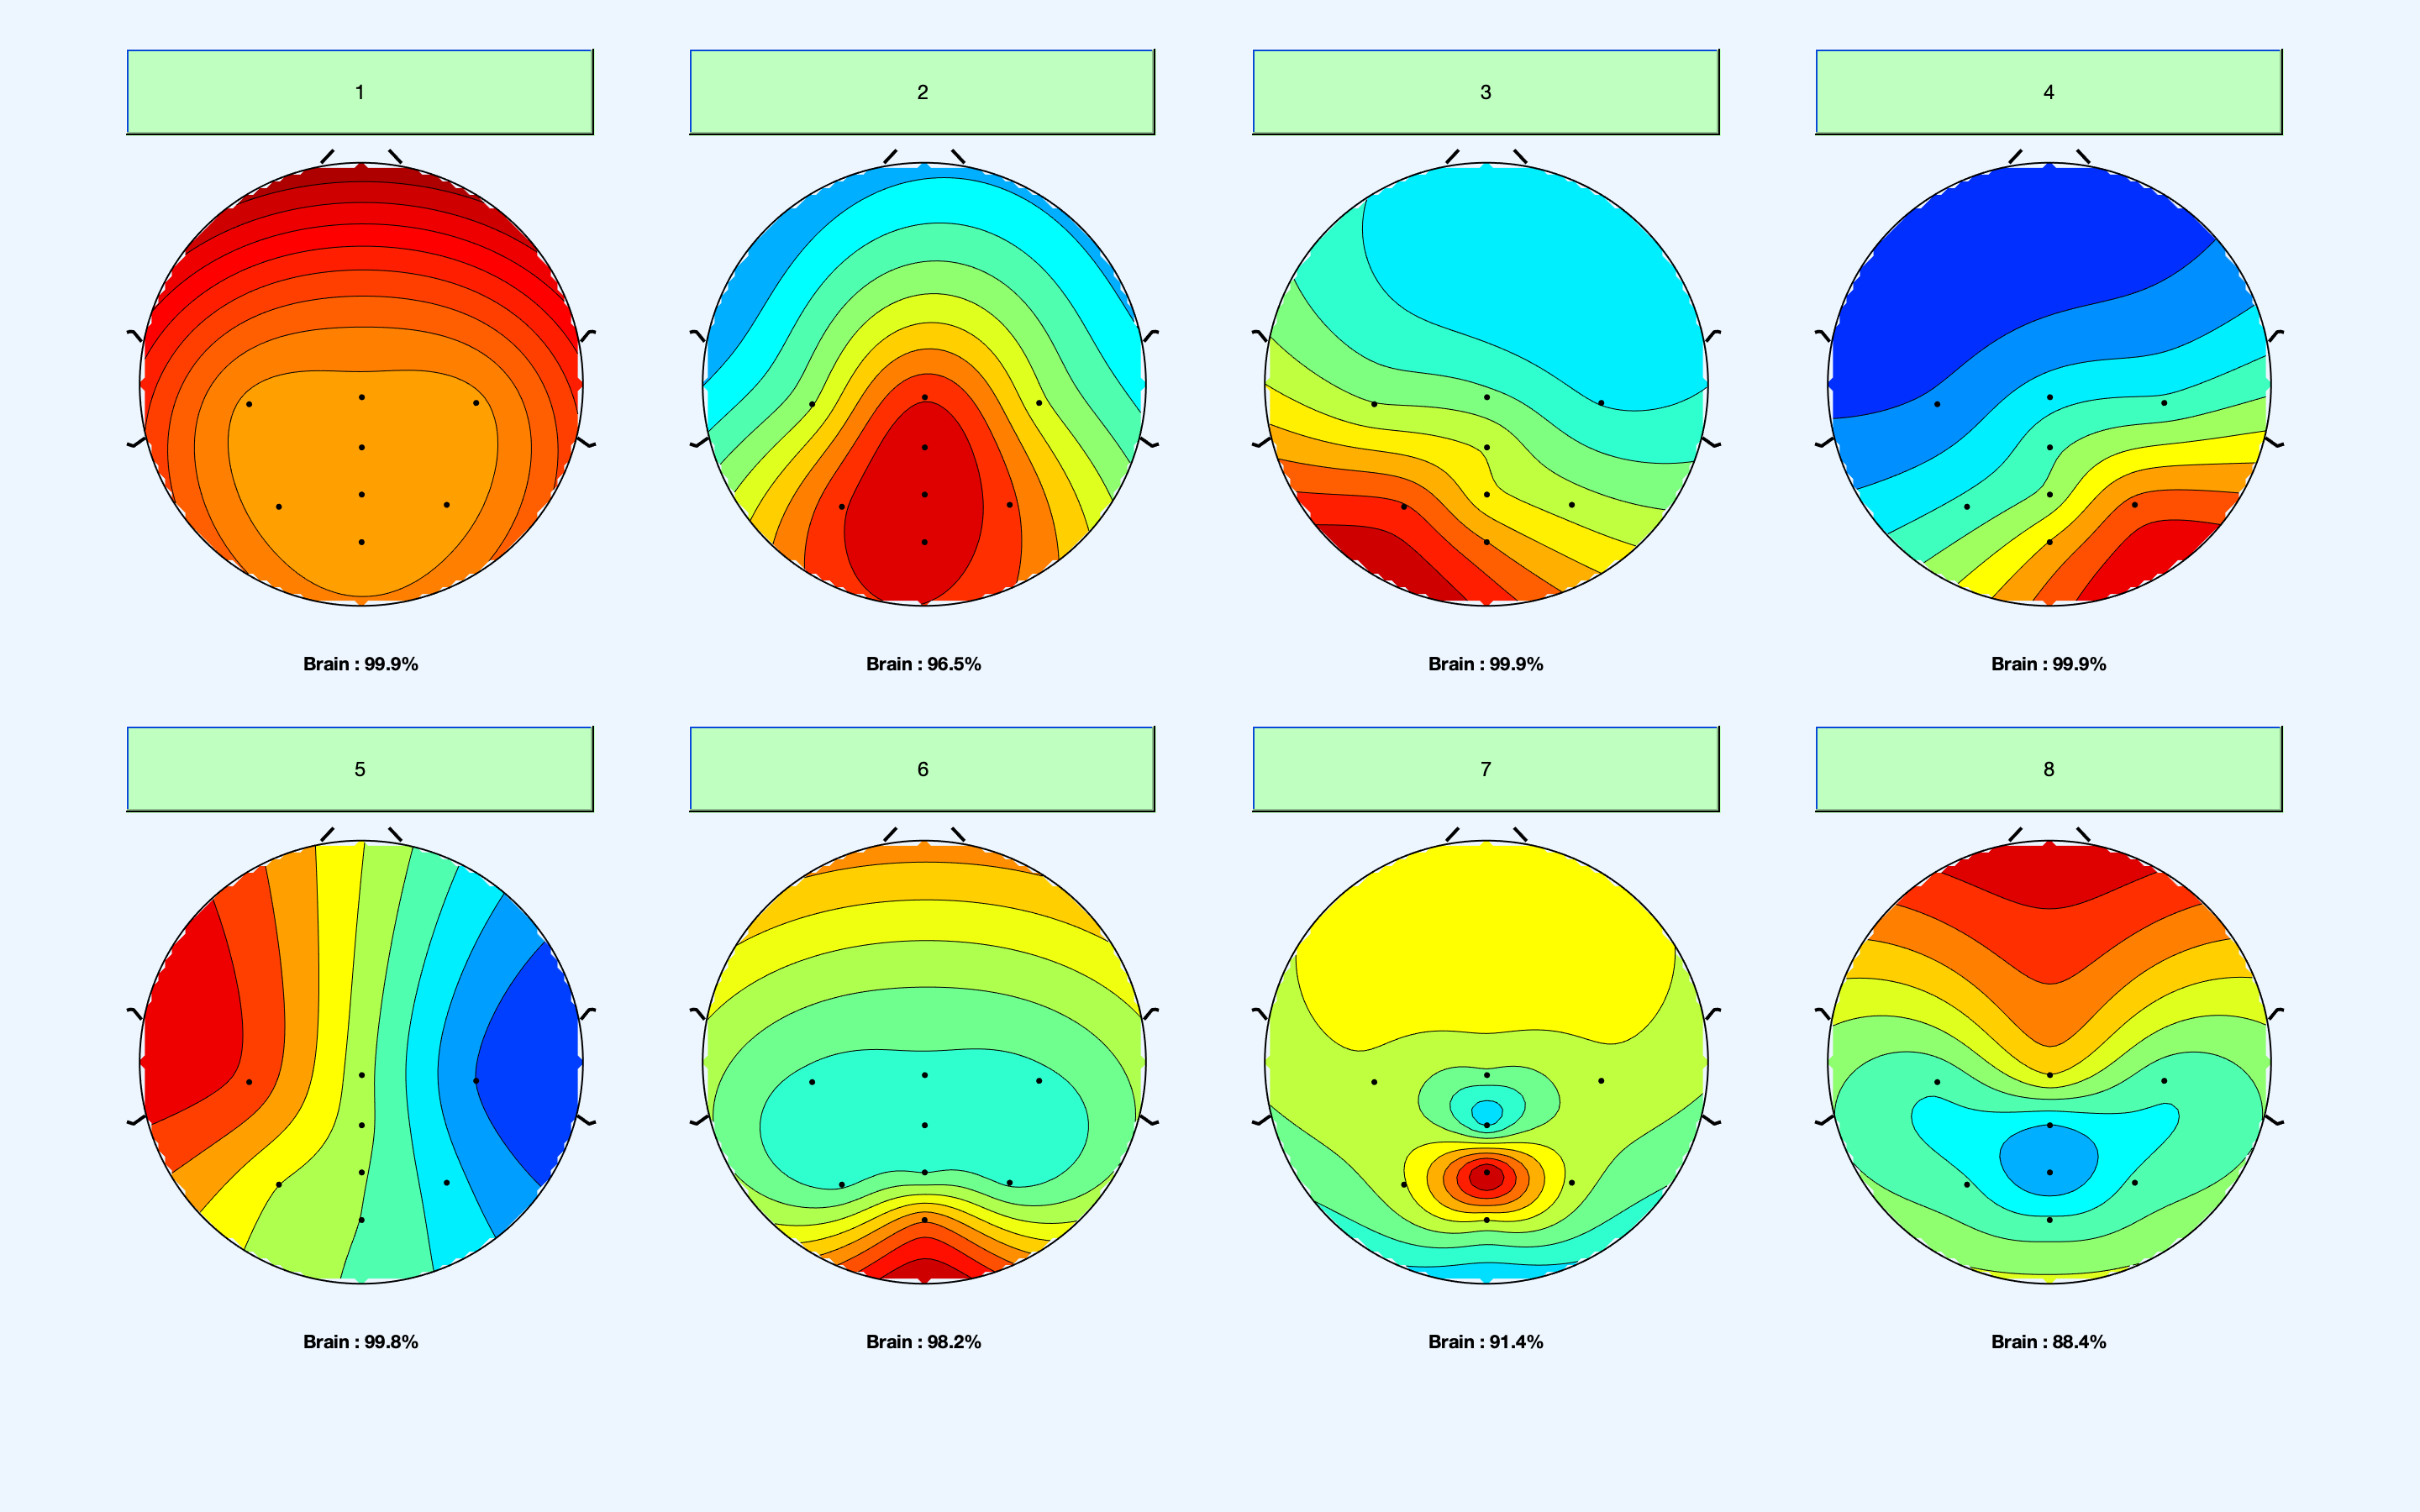 1
2
3
4
Brain : 99.9%
Brain : 96.5%
Brain : 99.9%
Brain : 99.9%
5
6
7
8
Brain : 99.8%
Brain : 98.2%
Brain : 91.4%
Brain : 88.4%